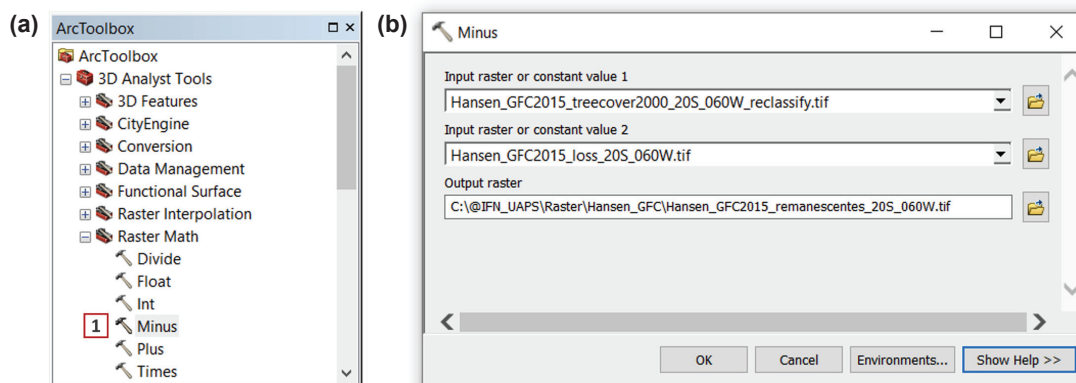 (a)
ArcToolbox
ArcToolbox
3D Analyst Tools
3D Features
CityEngine
Conversion
Data Management
Functional Surface
Raster Interpolation
Raster Math
Divide
Float
Int
1 Minus
Plus
Times
(b)
Minus
Input raster or constant value 1
Hansen_GFC2015_treecover2000_20S_060W_reclassify.tif
Input raster or constant value 2
Hansen_GFC2015_loss_20S_060W.tif
Output raster
C:\@IFN_UAPS\Raster\Hansen_GFC\Hansen_GFC2015_remanescentes_20S_060W.tif
OK Cancel Environments... Show Help >>